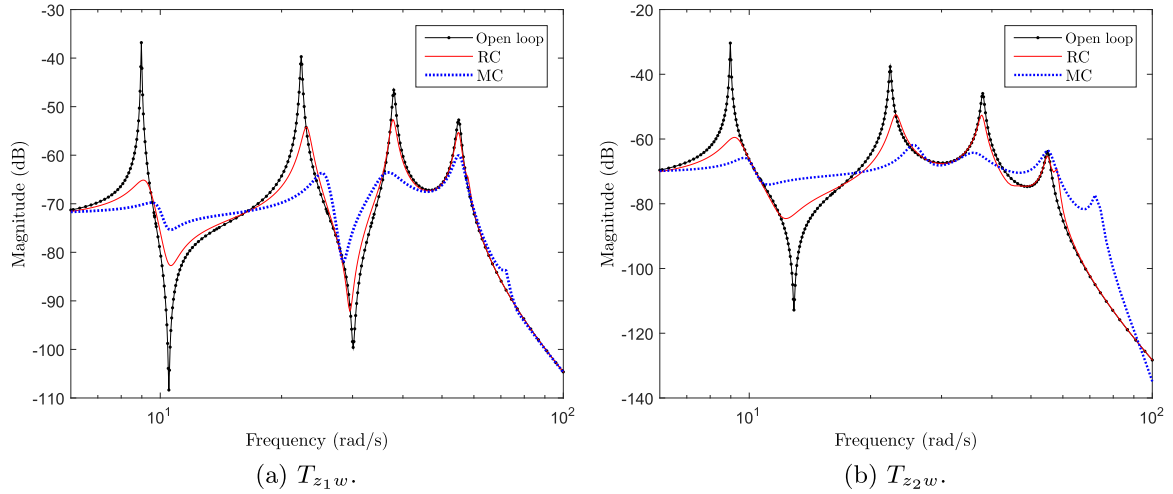 -30
-40
-50
-60
-70
-80
-90
-100
-110
Magnitude (dB)
Open loop
RC
MC
10^1
10^2
Frequency (rad/s)
(a) T_{z_1 w}.
-20
-40
-60
-80
-100
-120
-140
Magnitude (dB)
Open loop
RC
MC
10^1
10^2
Frequency (rad/s)
(b) T_{z_2 w}.